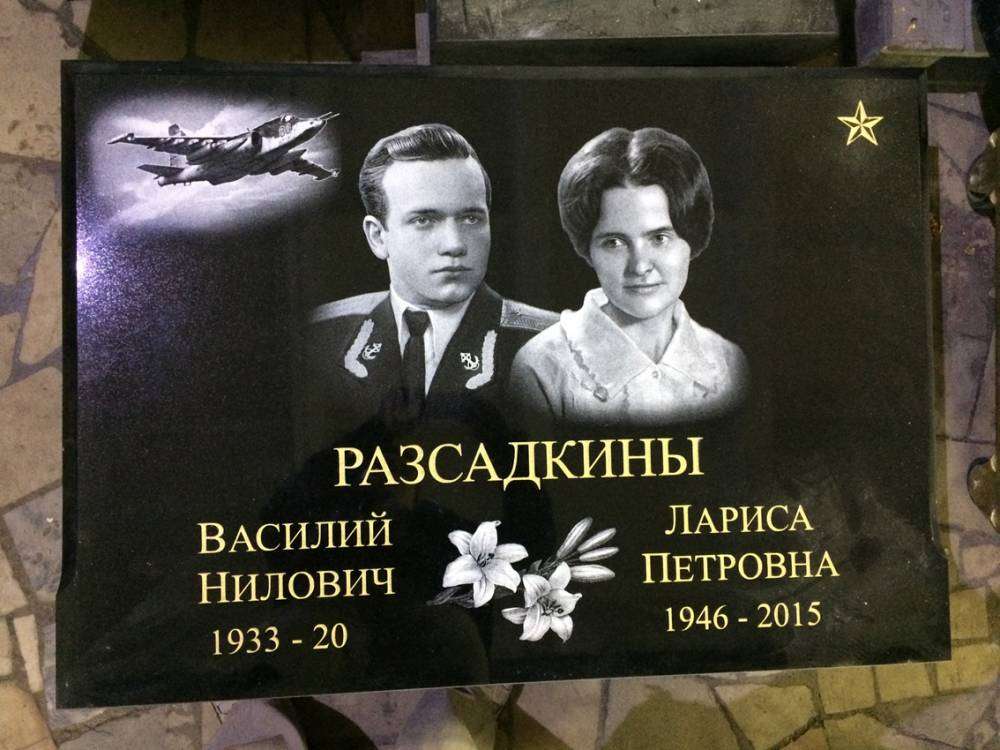 РАЗСАДКИНЫ
ВАСИЛИЙ
НИЛОВИЧ
1933 - 20
ЛАРИСА
ПЕТРОВНА
1946 - 2015